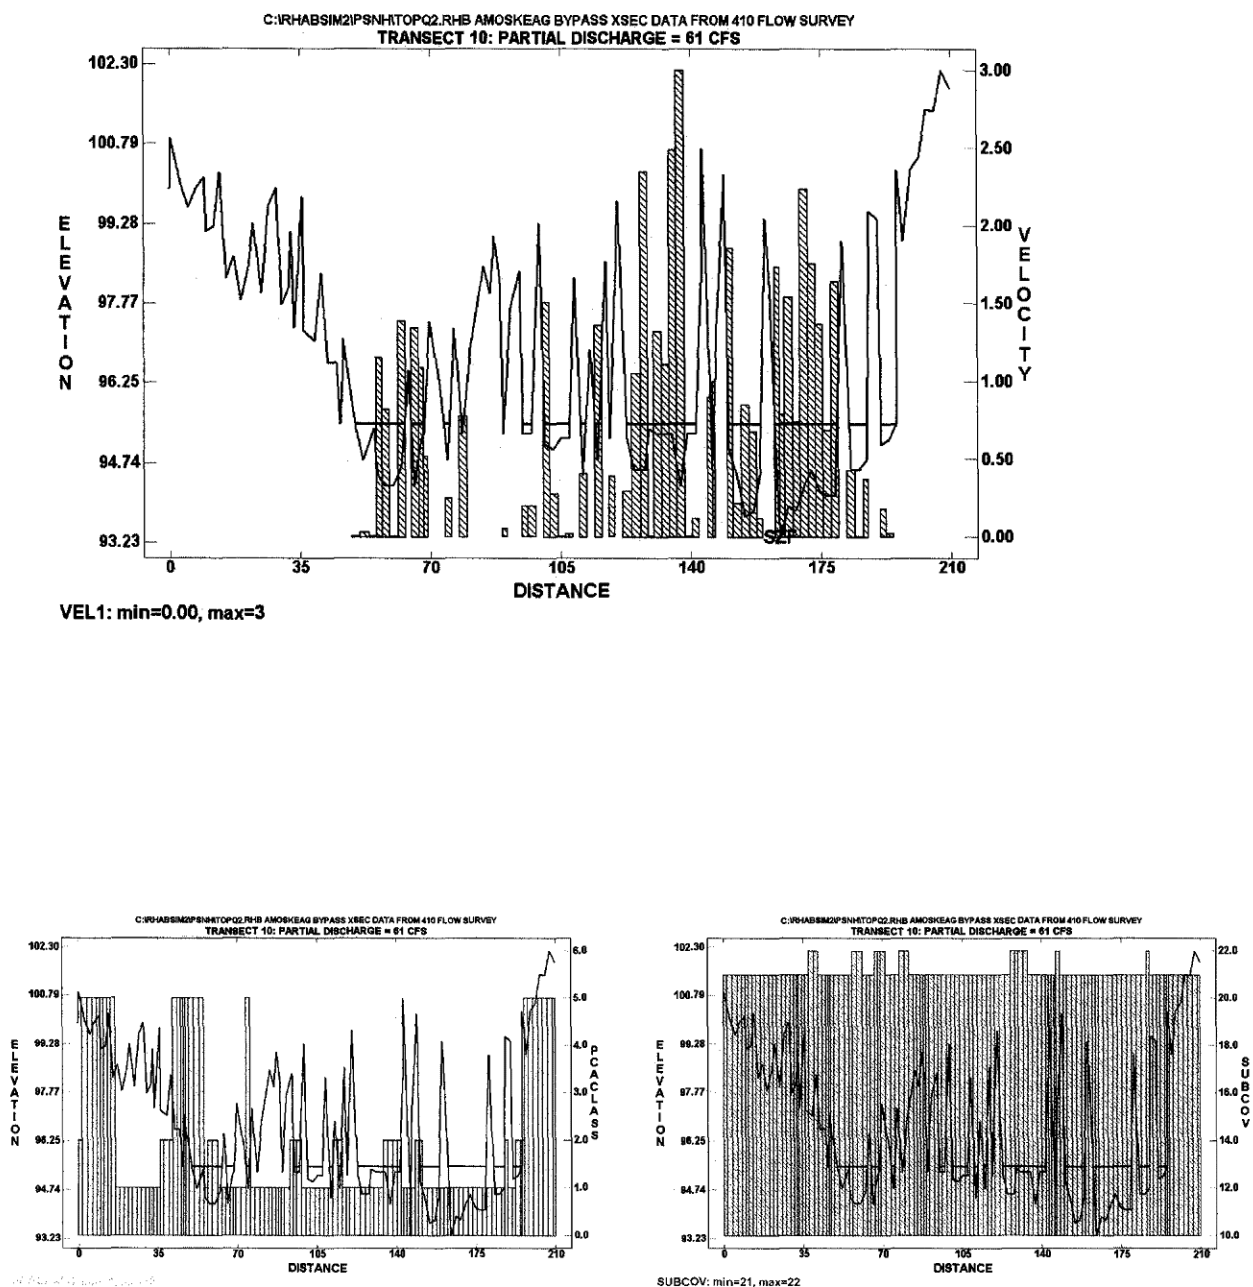 C:\RHABSIM2\PSNH\TOPQ2.RHB AMOSKEAG BYPASS XSEC DATA FROM 410 FLOW SURVEY
TRANSECT 10: PARTIAL DISCHARGE = 61 CFS
102.30
100.79
99.28
97.77
96.25
94.74
93.23
ELEVATION
3.00
2.50
2.00
1.50
1.00
0.50
0.00
VELOCITY
SZF
0 35 70 105 140 175 210
DISTANCE
VEL1: min=0.00, max=3
C:\RHABSIM2\PSNH\TOPQ2.RHB AMOSKEAG BYPASS XSEC DATA FROM 410 FLOW SURVEY
TRANSECT 10: PARTIAL DISCHARGE = 61 CFS
102.30
100.79
99.28
97.77
96.25
94.74
93.23
ELEVATION
6.0
5.0
4.0
3.0
2.0
1.0
0.0
PCACLASS
0 35 70 105 140 175 210
DISTANCE
C:\RHABSIM2\PSNH\TOPQ2.RHB AMOSKEAG BYPASS XSEC DATA FROM 410 FLOW SURVEY
TRANSECT 10: PARTIAL DISCHARGE = 61 CFS
102.30
100.79
99.28
97.77
96.25
94.74
93.23
ELEVATION
22.0
20.0
18.0
16.0
14.0
12.0
10.0
SUBCOV
0 35 70 105 140 175 210
DISTANCE
SUBCOV: min=21, max=22